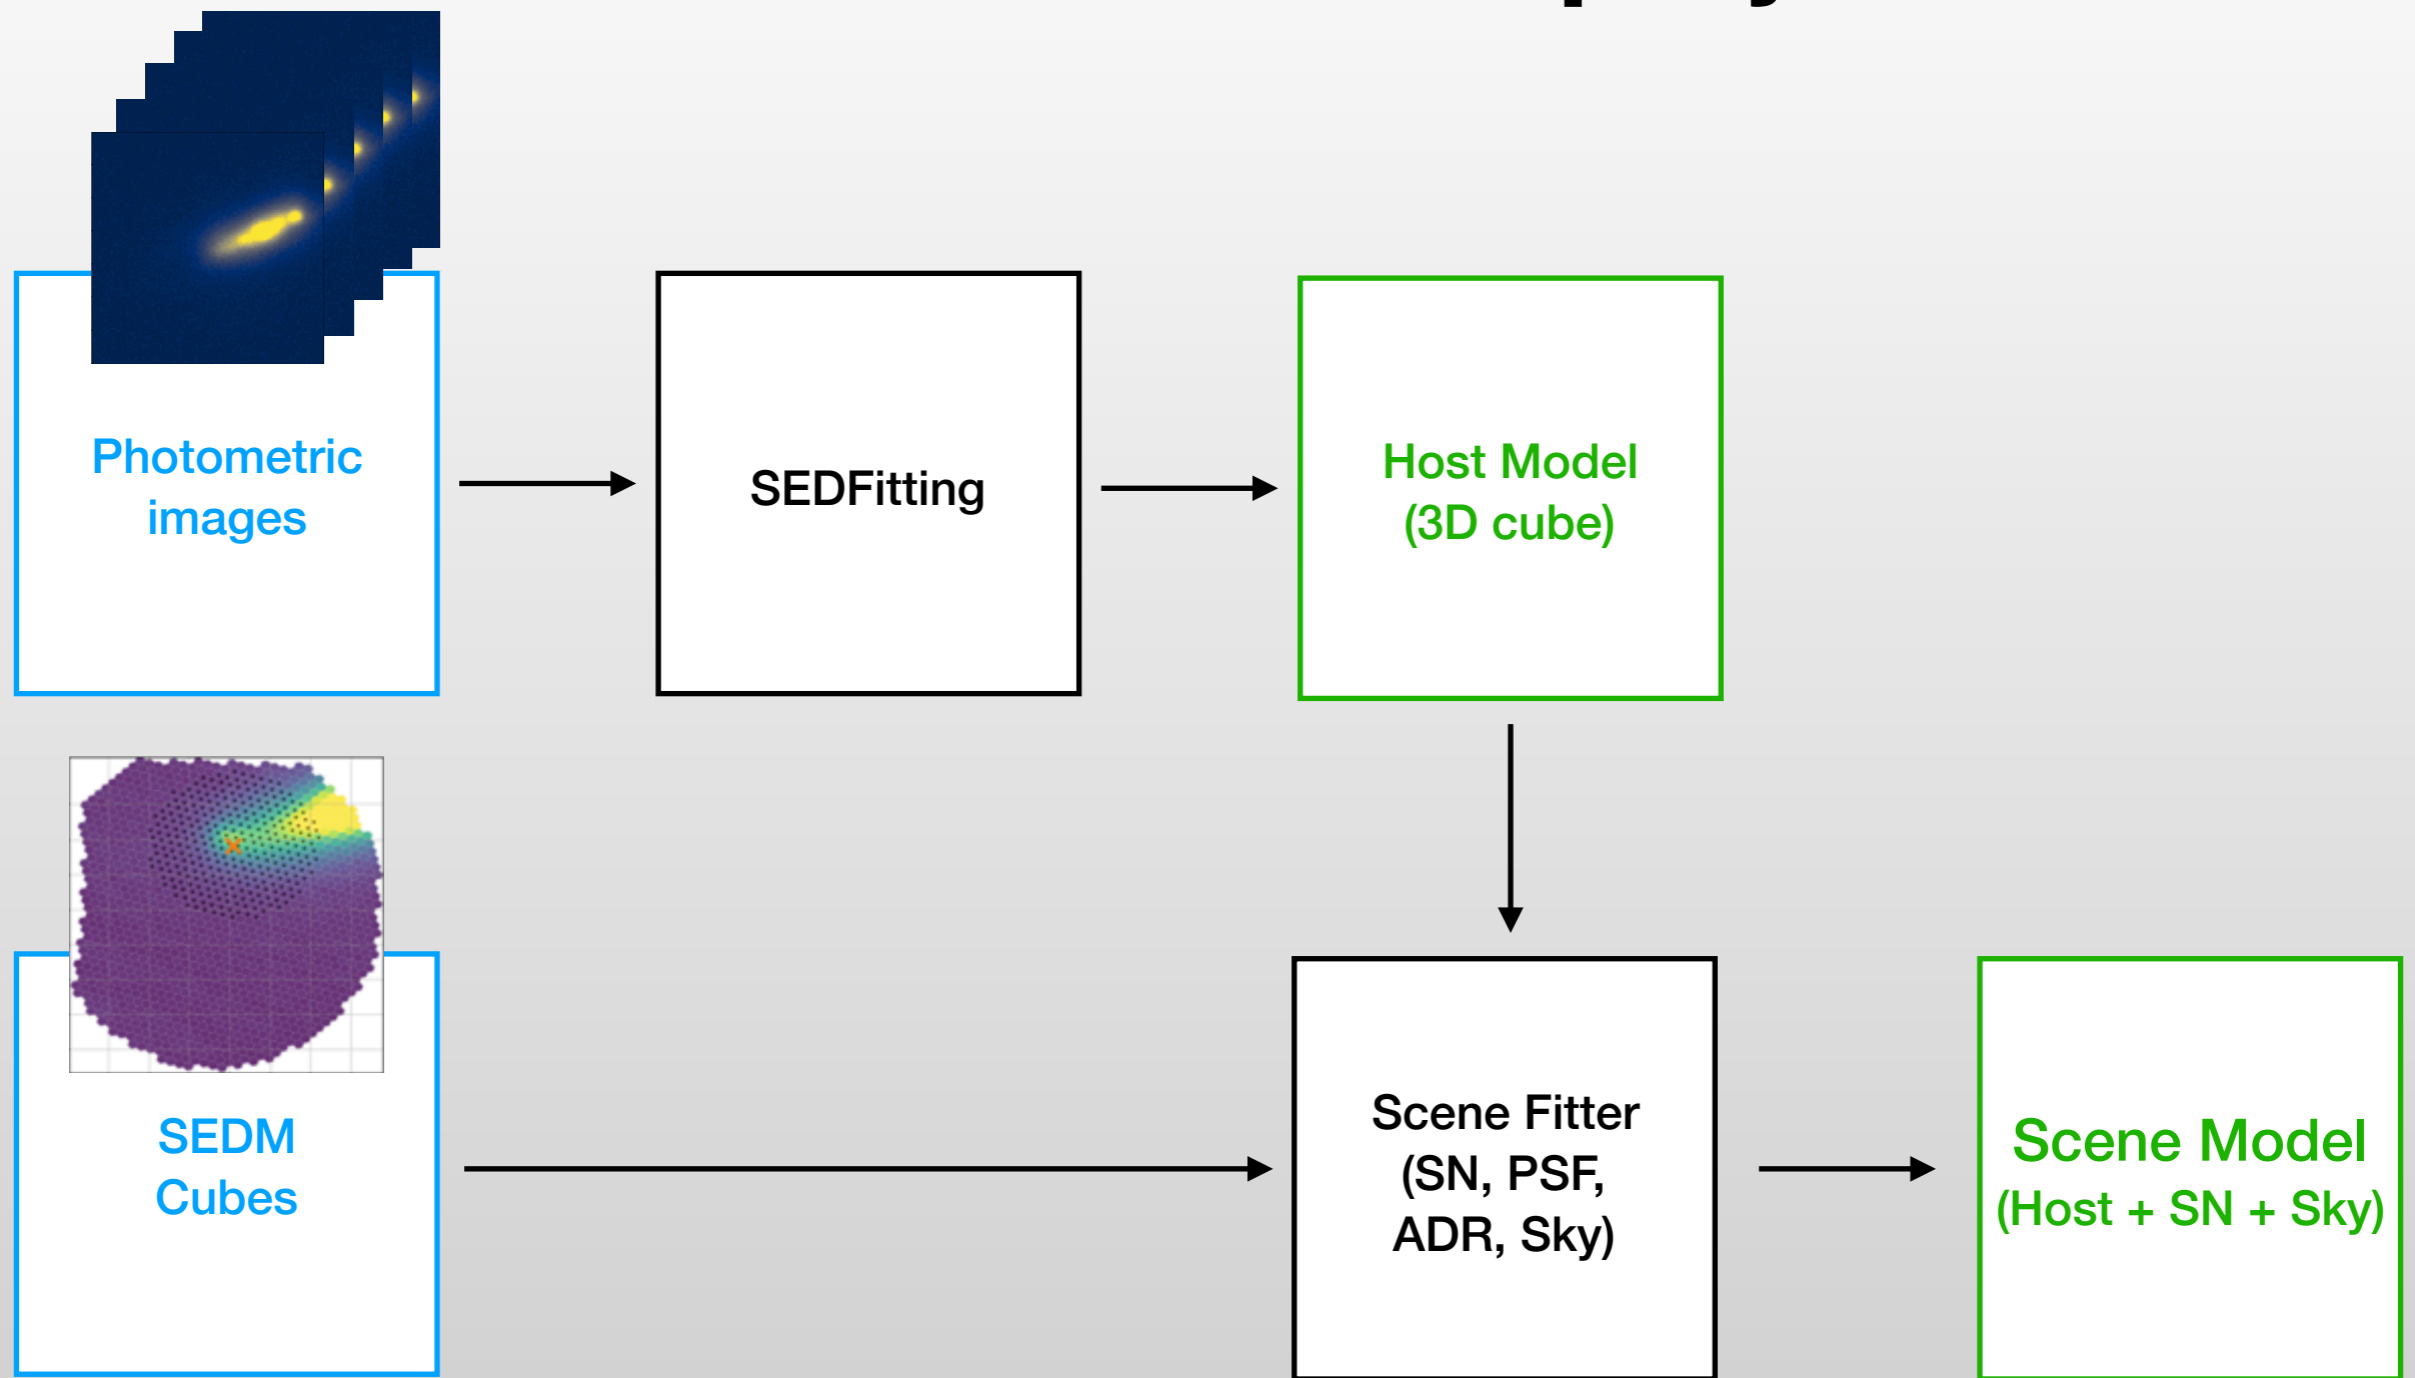 Photometric
images
SEDFitting
Host Model
(3D cube)
SEDM
Cubes
Scene Fitter
(SN, PSF,
ADR, Sky)
Scene Model
(Host + SN + Sky)